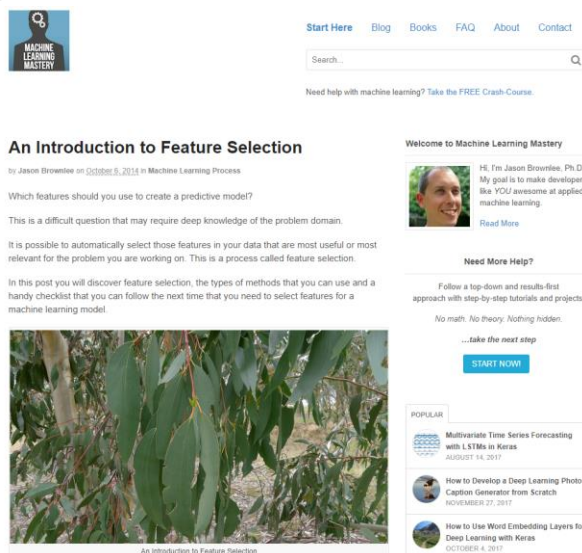 MACHINE
LEARNING
MASTERY
Start Here Blog Books FAQ About Contact
Search...
Need help with machine learning? Take the FREE Crash-Course.
An Introduction to Feature Selection
by Jason Brownlee on October 6, 2014 in Machine Learning Process
Which features should you use to create a predictive model?
This is a difficult question that may require deep knowledge of the problem domain.
It is possible to automatically select those features in your data that are most useful or most
relevant for the problem you are working on. This is a process called feature selection.
In this post you will discover feature selection, the types of methods that you can use and a
handy checklist that you can follow the next time that you need to select features for a
machine learning model.
An Introduction to Feature Selection
Welcome to Machine Learning Mastery
Hi, I'm Jason Brownlee, Ph.D
My goal is to make developer
like YOU awesome at applied
machine learning.
Read More
Need More Help?
Follow a top-down and results-first
approach with step-by-step tutorials and projects
No math. No theory. Nothing hidden.
...take the next step
START NOW!
POPULAR
Multivariate Time Series Forecasting
with LSTMs in Keras
AUGUST 14, 2017
How to Develop a Deep Learning Photo
Caption Generator from Scratch
NOVEMBER 27, 2017
How to Use Word Embedding Layers fo
Deep Learning with Keras
OCTOBER 4, 2017